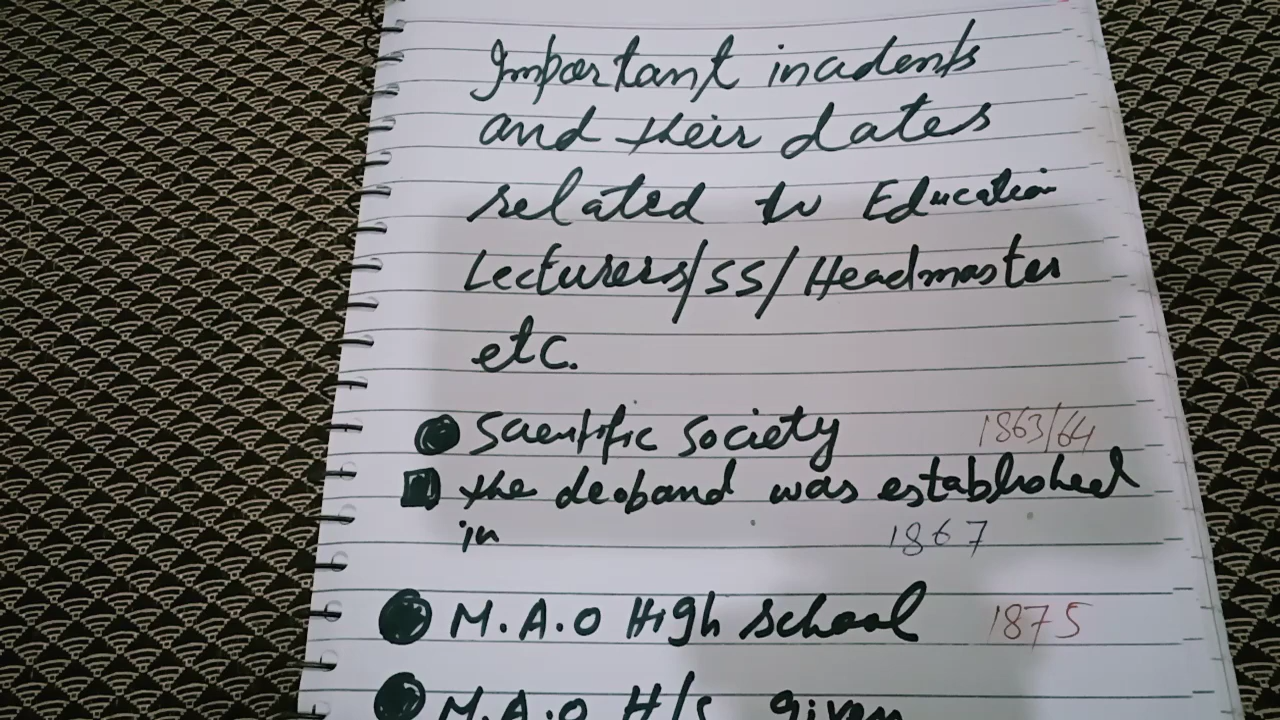 Important incidents
and their dates
related to Education
Lecturers/SS/Headmaster
etc.
Scientific Society 1863/64
the deoband was established
in 1867
M.A.O High school 1875
M.A.O H/S given